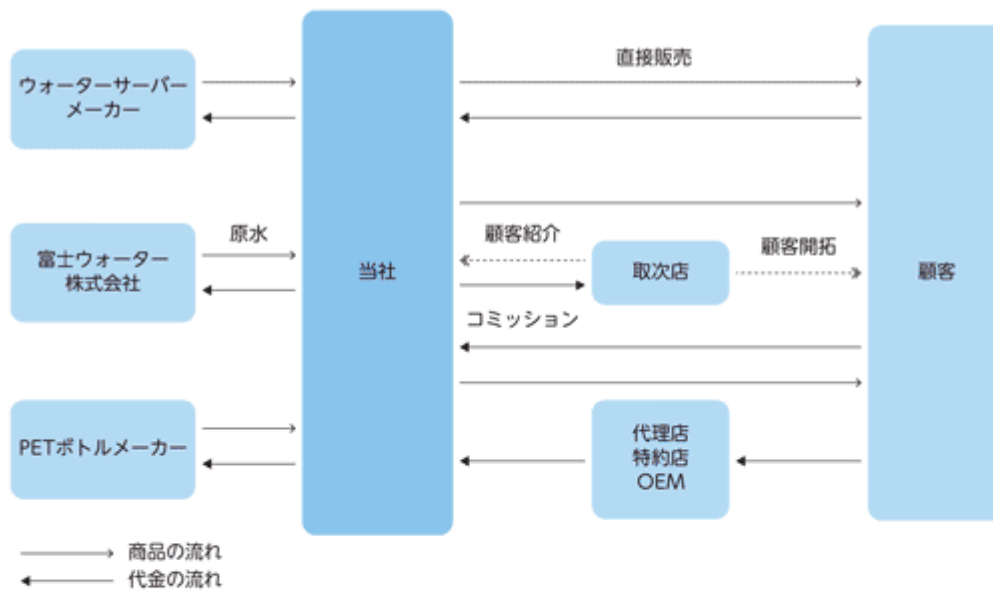 直接販売
ウォーターサーバー
メーカー
原水
富士ウォーター
株式会社
当社
顧客紹介
取次店
顧客開拓
顧客
コミッション
PETボトルメーカー
代理店
特約店
OEM
商品の流れ
代金の流れ